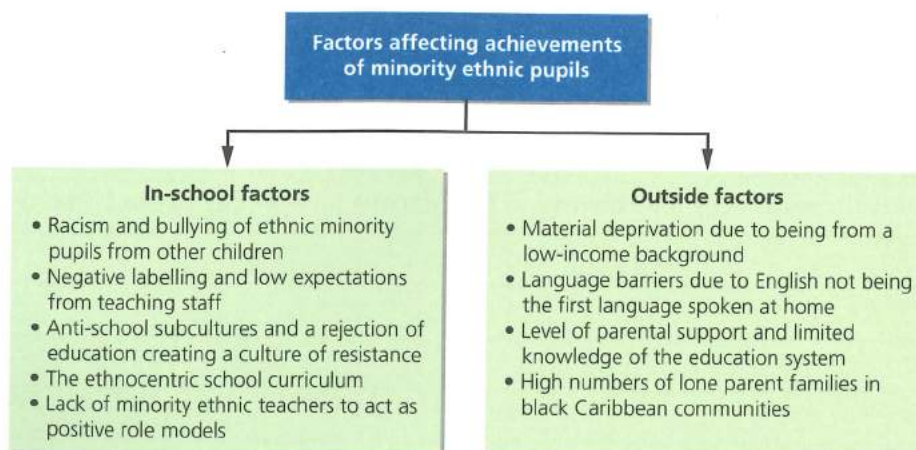 Factors affecting achievements
of minority ethnic pupils
In-school factors
• Racism and bullying of ethnic minority
pupils from other children
• Negative labelling and low expectations
from teaching staff
• Anti-school subcultures and a rejection of
education creating a culture of resistance
• The ethnocentric school curriculum
• Lack of minority ethnic teachers to act as
positive role models
Outside factors
• Material deprivation due to being from a
low-income background
• Language barriers due to English not being
the first language spoken at home
• Level of parental support and limited
knowledge of the education system
• High numbers of lone parent families in
black Caribbean communities